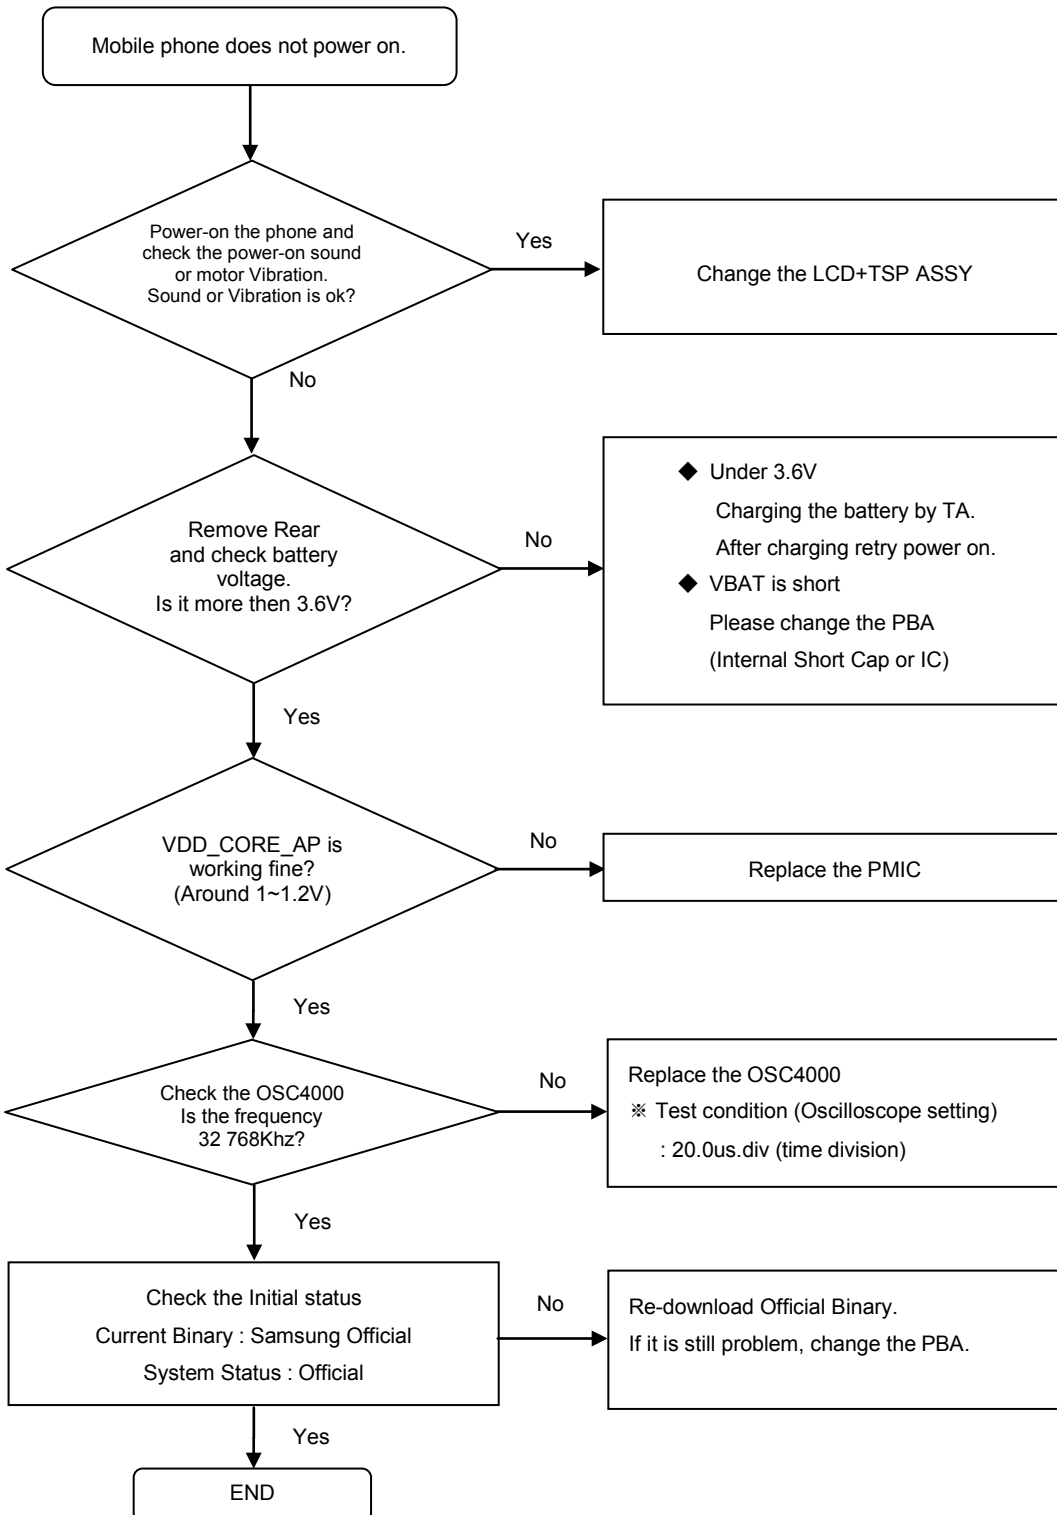 Mobile phone does not power on.
Power-on the phone and
check the power-on sound
or motor Vibration.
Sound or Vibration is ok?
Yes
Change the LCD+TSP ASSY
No
Remove Rear
and check battery
voltage.
Is it more then 3.6V?
No
◆ Under 3.6V
Charging the battery by TA.
After charging retry power on.
◆ VBAT is short
Please change the PBA
(Internal Short Cap or IC)
Yes
VDD_CORE_AP is
working fine?
(Around 1~1.2V)
No
Replace the PMIC
Yes
Check the OSC4000
Is the frequency
32 768Khz?
No
Replace the OSC4000
※ Test condition (Oscilloscope setting)
: 20.0us.div (time division)
Yes
Check the Initial status
Current Binary : Samsung Official
System Status : Official
No
Re-download Official Binary.
If it is still problem, change the PBA.
Yes
END